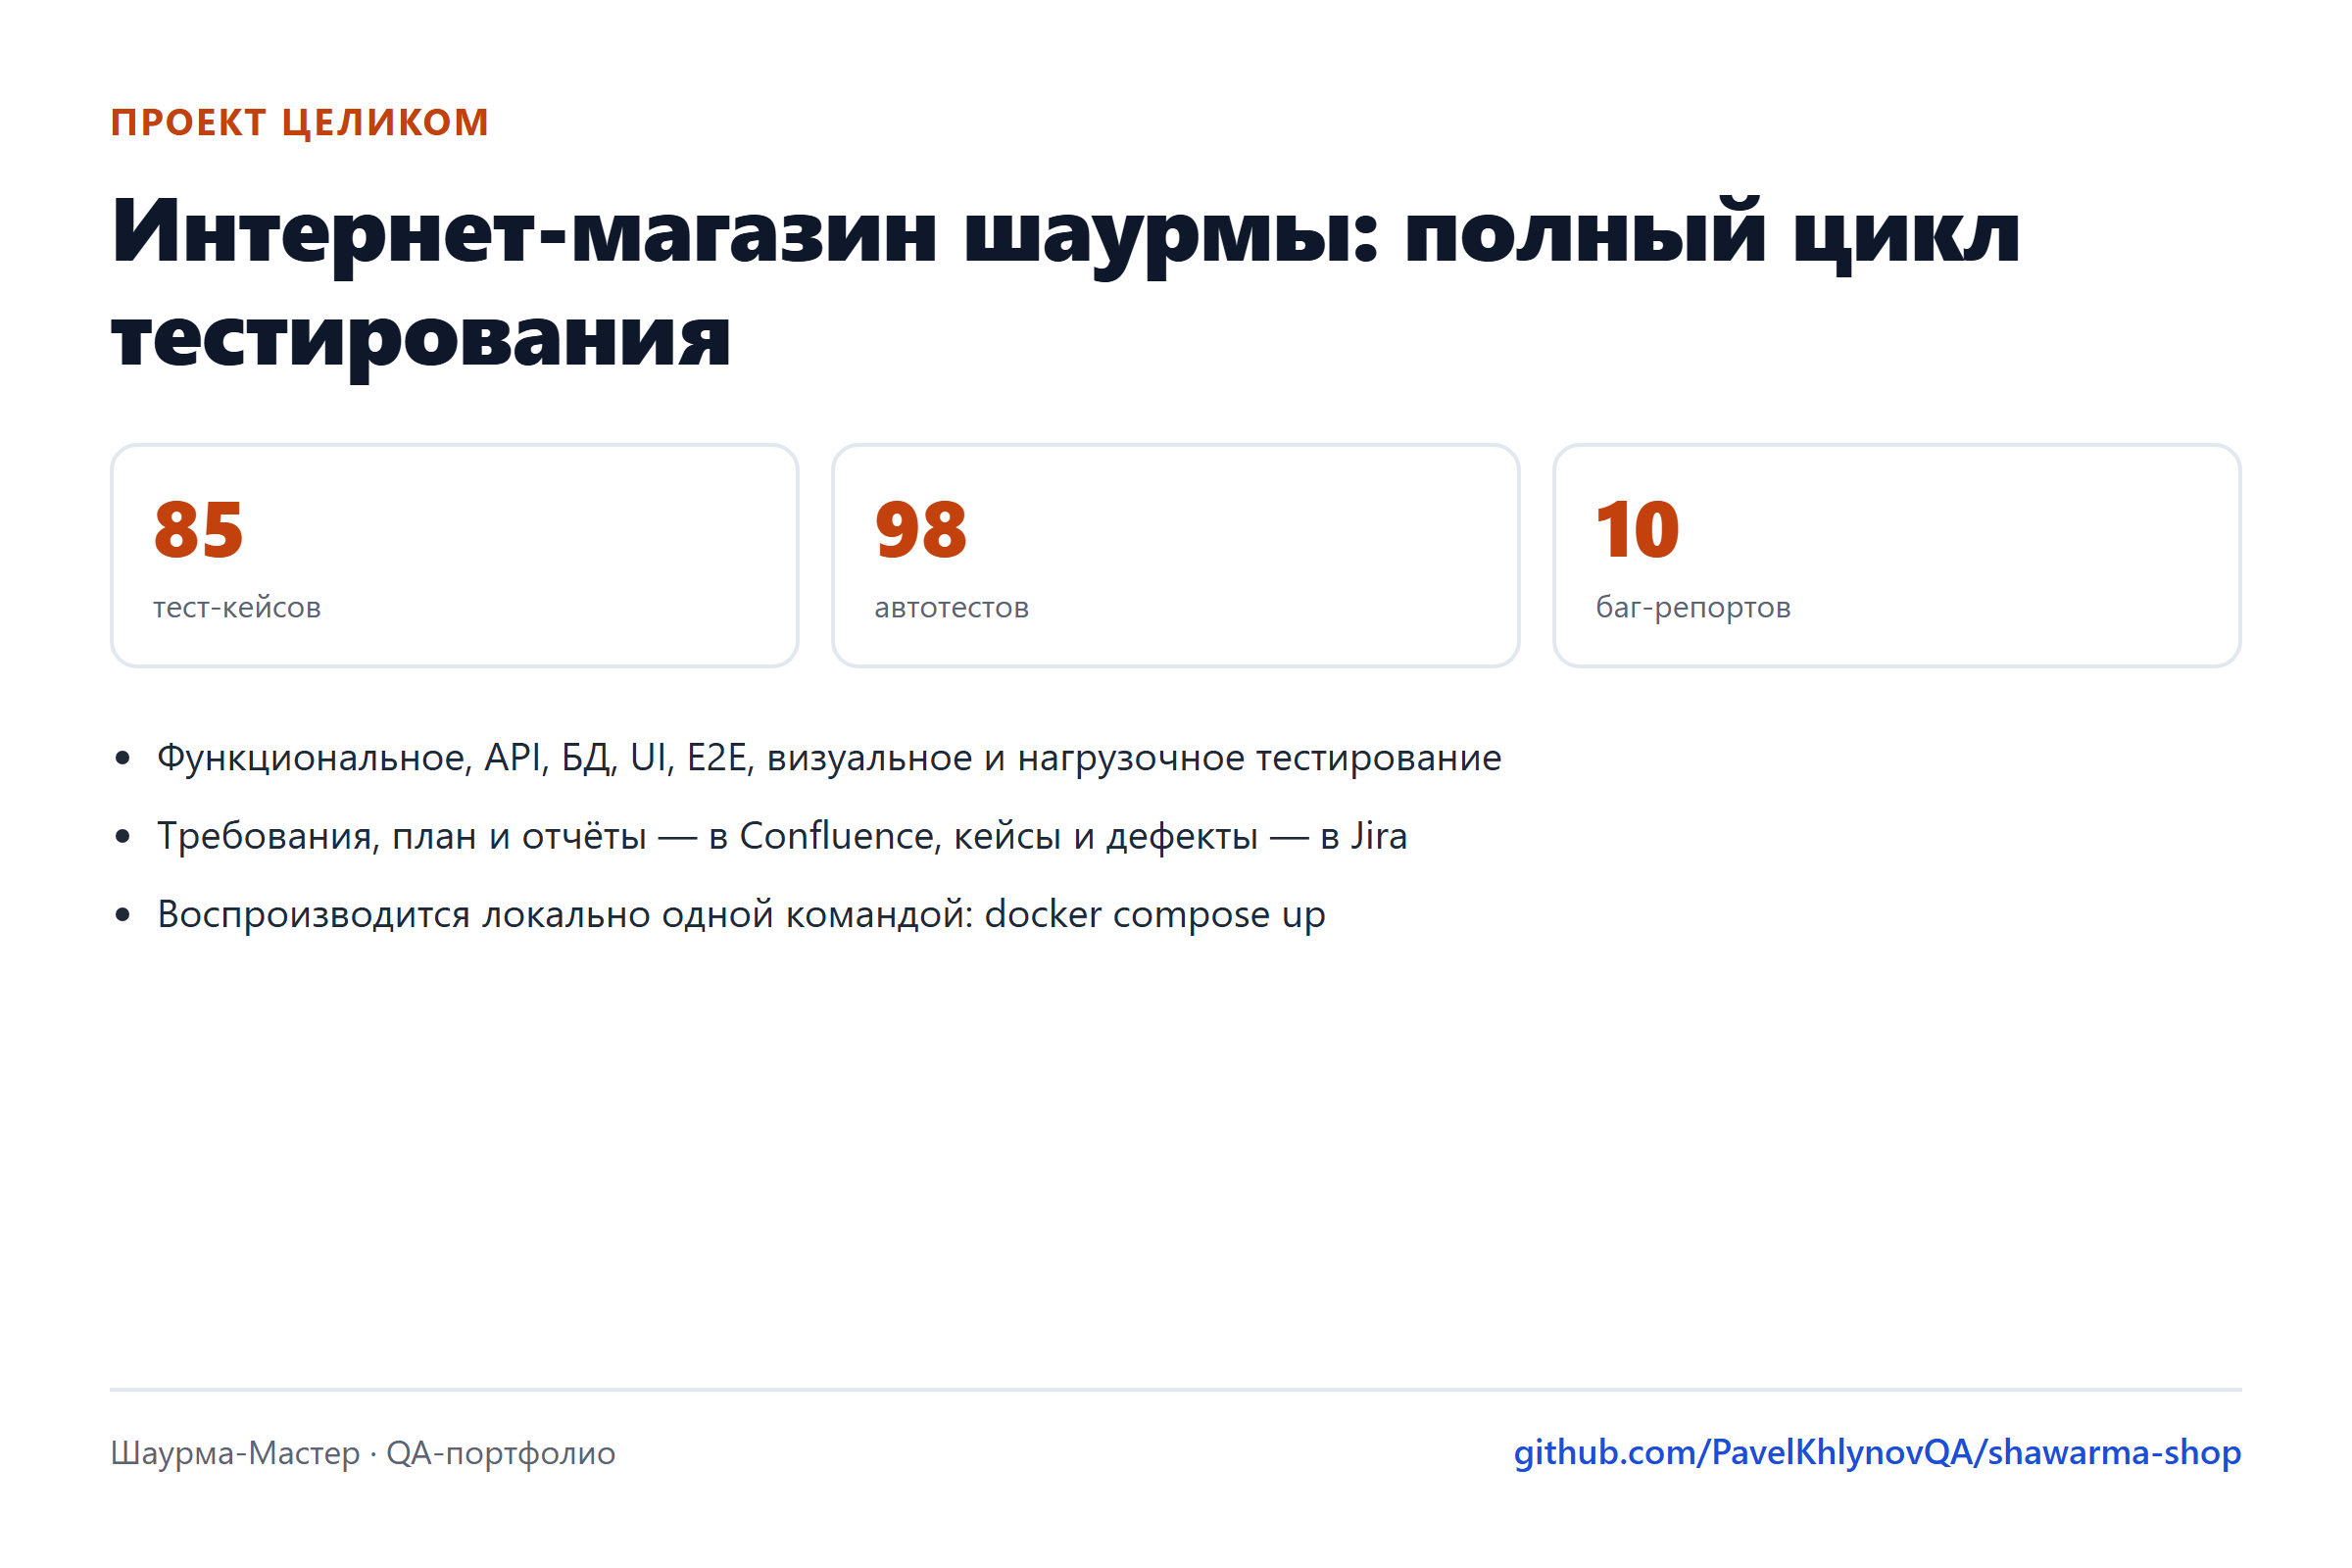 ПРОЕКТ ЦЕЛИКОМ
Интернет-магазин шаурмы: полный цикл
тестирования
85
тест-кейсов
98
автотестов
10
баг-репортов
• Функциональное, API, БД, UI, E2E, визуальное и нагрузочное тестирование
• Требования, план и отчёты — в Confluence, кейсы и дефекты — в Jira
• Воспроизводится локально одной командой: docker compose up
Шаурма-Мастер · QA-портфолио
github.com/PavelKhlynovQA/shawarma-shop